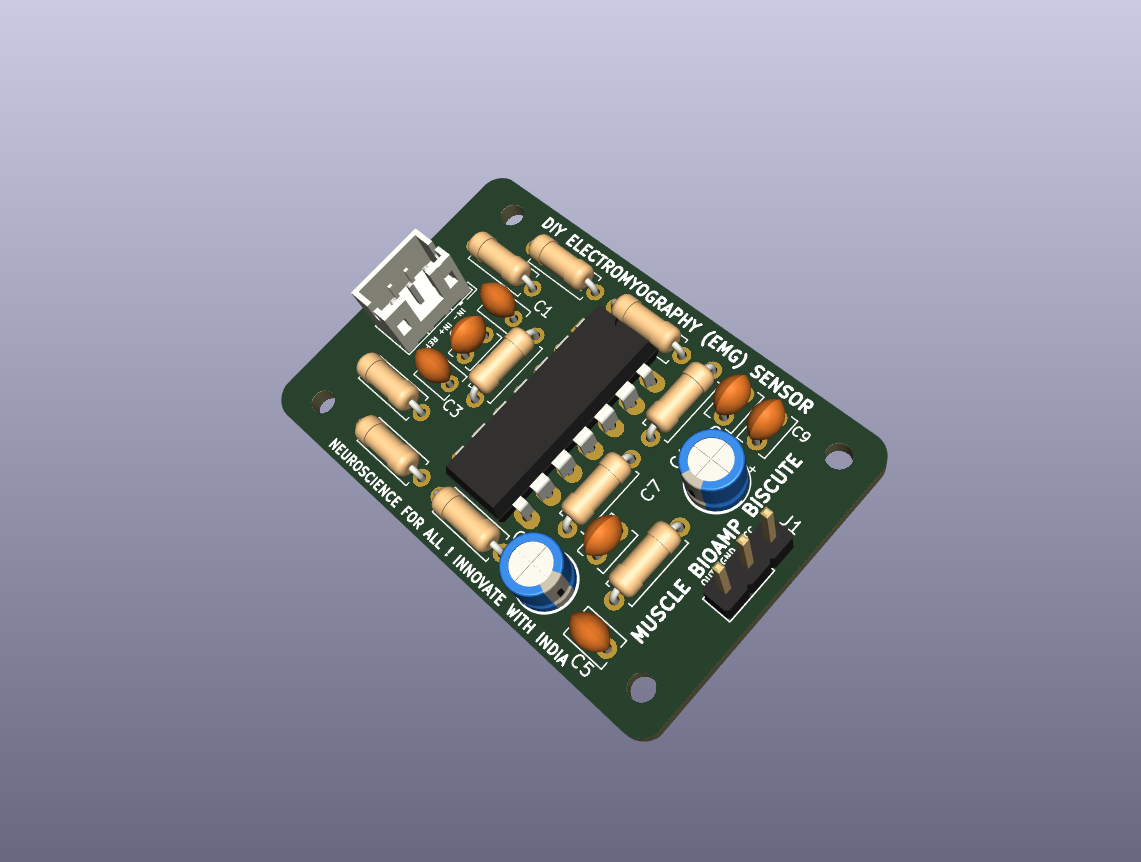 DIY ELECTROMYOGRAPHY (EMG) SENSOR
C1
IN- IN+ REF
C3
C9
C7
+
J1
GND
MUSCLE BIOAMP BISCUTE
NEUROSCIENCE FOR ALL ! INNOVATE WITH INDIA
C5